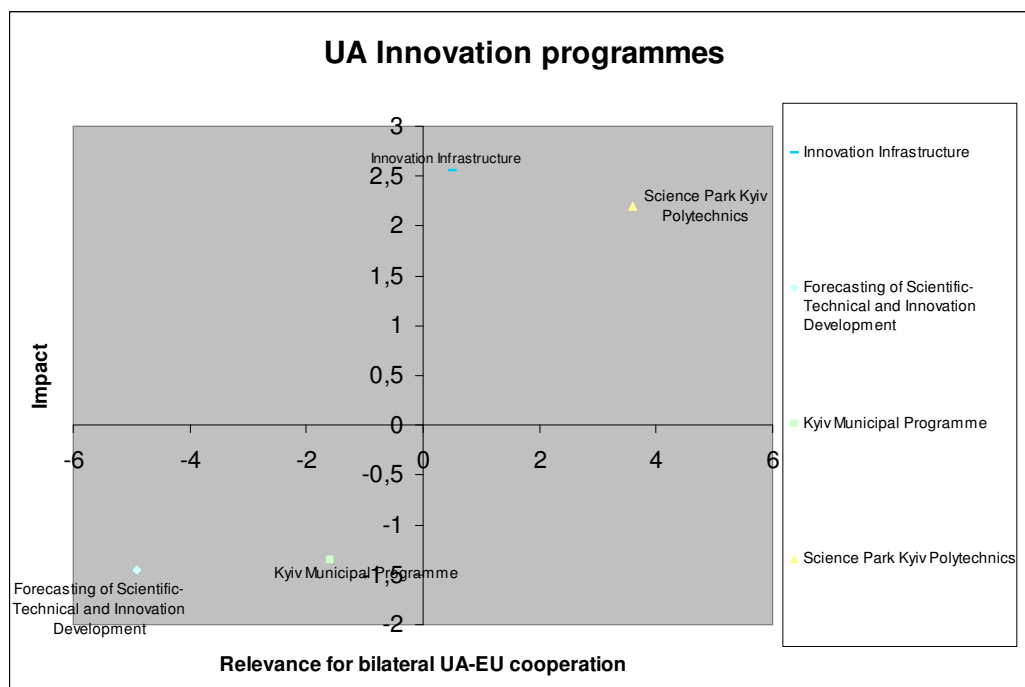 UA Innovation programmes
3
2,5
2
1,5
1
0,5
0
-0,5
-1
-1,5
-2
-6
-4
-2
0
2
4
6
Impact
Relevance for bilateral UA-EU cooperation
Innovation Infrastructure
Science Park Kyiv
Polytechnics
Kyiv Municipal Programme
Forecasting of Scientific-
Technical and Innovation
Development
Innovation Infrastructure
Forecasting of Scientific-
Technical and Innovation
Development
Kyiv Municipal Programme
Science Park Kyiv Polytechnics